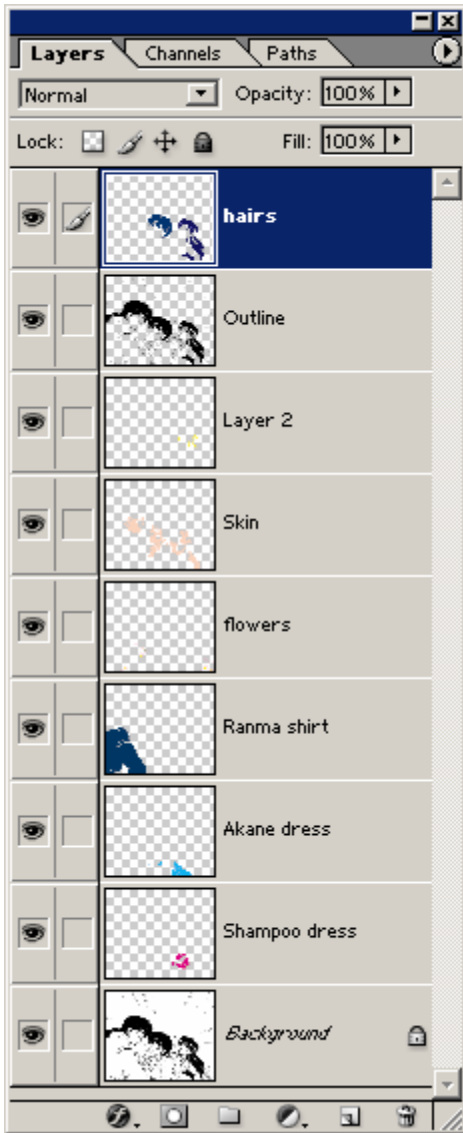 Layers Channels Paths
Normal Opacity: 100%
Lock: Fill: 100%
hairs
Outline
Layer 2
Skin
flowers
Ranma shirt
Akane dress
Shampoo dress
Background